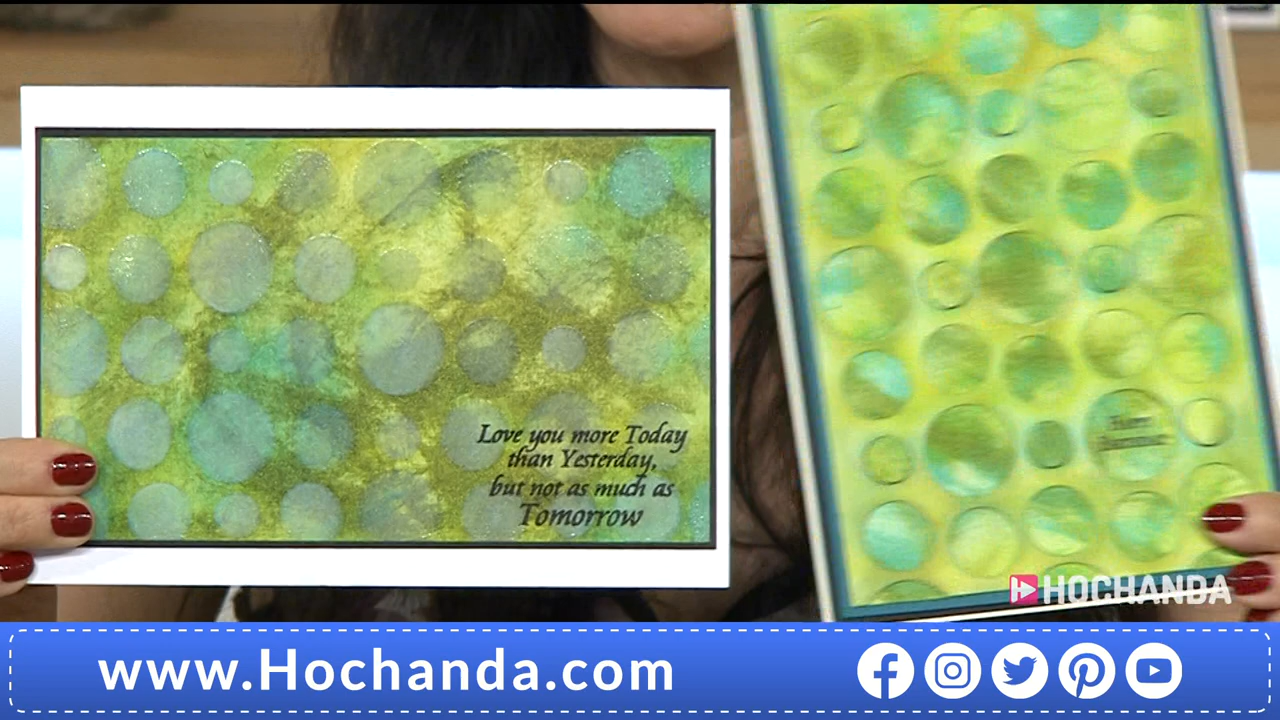 Love you more Today
than Yesterday,
but not as much as
Tomorrow
HOCHANDA
www.Hochanda.com